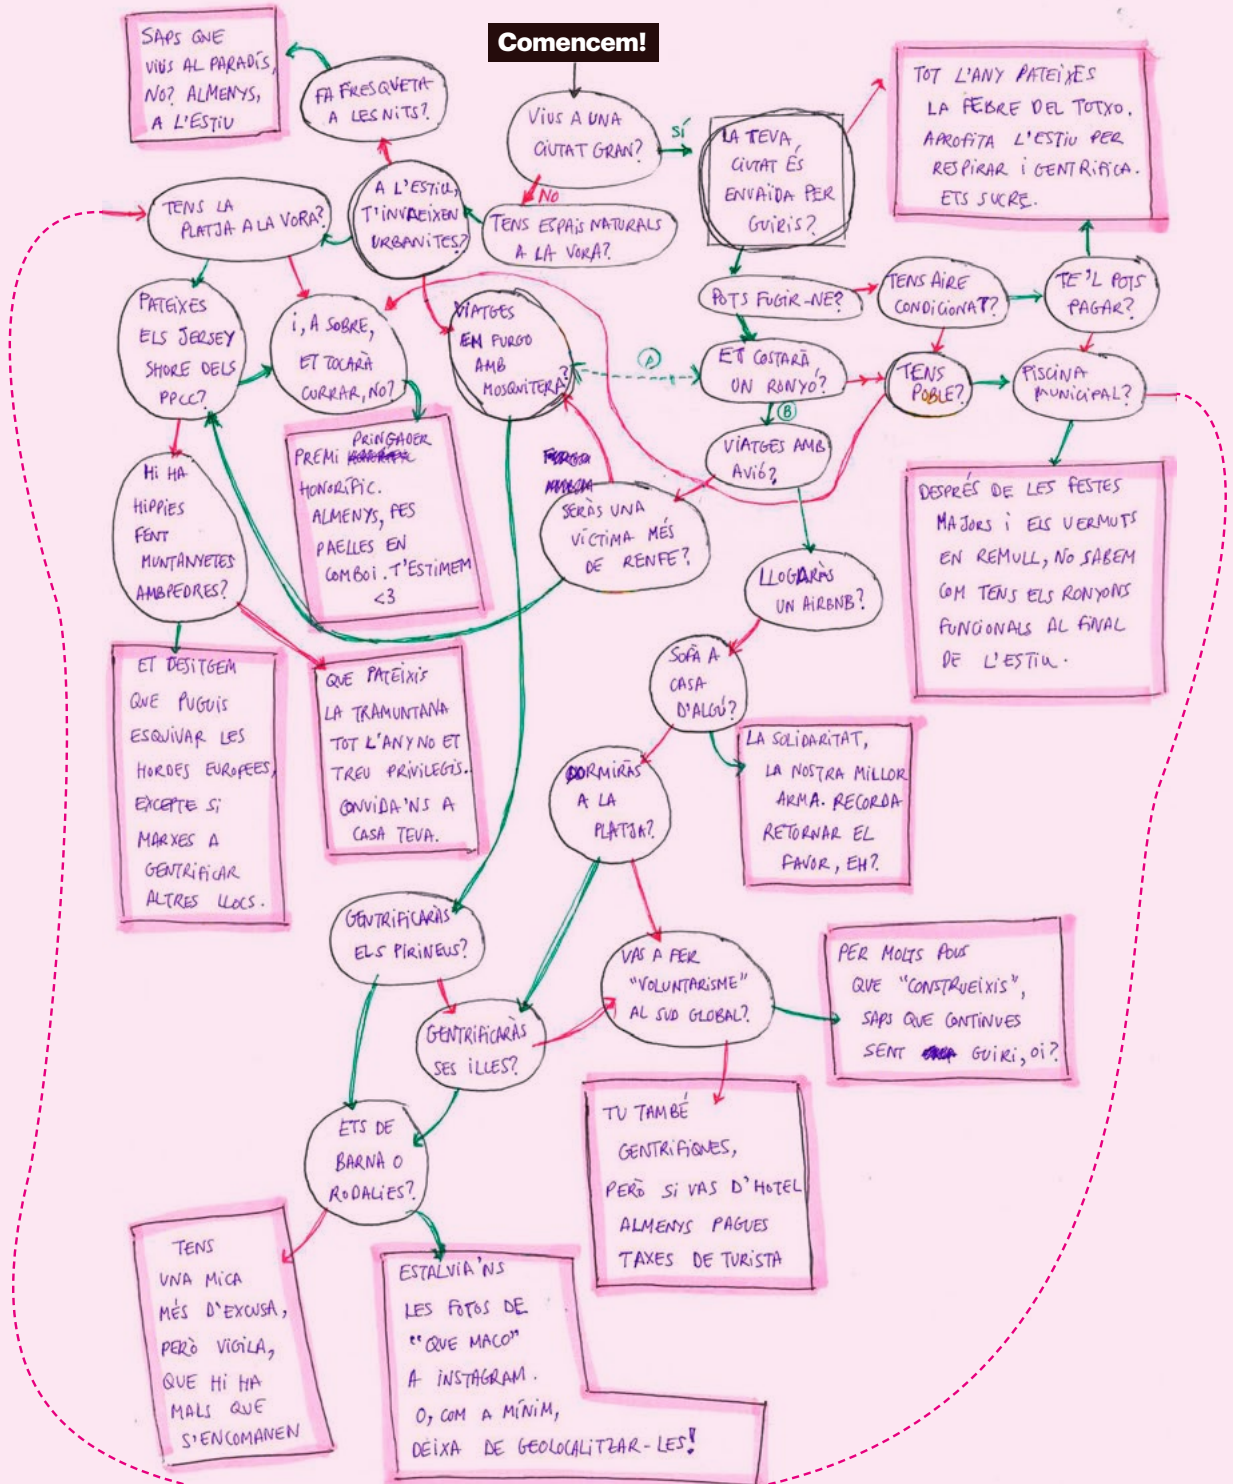 Comencem!
SAPS QUE
VIUS AL PARADÍS,
NO? ALMENYS,
A L'ESTIU
FA FRESQUETA
A LES NITS?
VIUS A UNA
CIUTAT GRAN?
SÍ
NO
LA TEVA
CIUTAT ÉS
ENVAIDA PER
GUIRIS?
TOT L'ANY PATEIXES
LA FEBRE DEL TOTXO.
APROFITA L'ESTIU PER
RESPIRAR I GENTRIFICA.
ETS SUCRE.
TENS LA
PLATJA A LA VORA?
A L'ESTIU,
T'INVAEIXEN
URBANITES?
TENS ESPAIS NATURALS
A LA VORA?
POTS FUGIR-NE?
TENS AIRE
CONDICIONAT?
TE'L POTS
PAGAR?
PATEIXES
ELS JERSEY
SHORE DELS
PPCC?
I, A SOBRE,
ET TOCARÀ
CURRAR, NO?
VIATGES
EM FURGO
AMB
MOSQUITERA?
A
ET COSTARÀ
UN RONYÓ?
TENS
POBLE?
PISCINA
MUNICIPAL?
B
VIATGES AMB
AVIÓ?
HI HA
HIPPIES
FENT
MUNTANYETES
AMB PEDRES?
PRINGADER
PREMI
HONORÍFIC.
ALMENYS, FES
PAELLES EN
COMBOI. T'ESTIMEM
<3
SERÀS UNA
VÍCTIMA MÉS
DE RENFE?
LLOGARÀS
UN AIRBNB?
DESPRÉS DE LES FESTES
MAJORS I ELS VERMUTS
EN REMULL, NO SABEM
COM TENS ELS RONYONS
FUNCIONALS AL FINAL
DE L'ESTIU.
ET DESITGEM
QUE PUGUIS
ESQUIVAR LES
HORDES EUROPEES,
EXCEPTE SI
MARXES A
GENTRIFICAR
ALTRES LLOCS.
QUE PATEIXIS
LA TRAMUNTANA
TOT L'ANY NO ET
TREU PRIVILEGIS.
CONVIDA'NS A
CASA TEVA.
SOFÀ A
CASA
D'ALGÚ?
LA SOLIDARITAT,
LA NOSTRA MILLOR
ARMA. RECORDA
RETORNAR EL
FAVOR, EH?
DORMIRÀS
A LA
PLATJA?
GENTRIFICARÀS
ELS PIRINEUS?
VAS A FER
"VOLUNTARISME"
AL SUD GLOBAL?
PER MOLTS POUS
QUE "CONSTRUEIXIS",
SAPS QUE CONTINUES
SENT GUIRI, OI?
GENTRIFICARÀS
SES ILLES?
ETS DE
BARNA O
RODALIES?
TU TAMBÉ
GENTRIFIQUES,
PERÒ SI VAS D'HOTEL
ALMENYS PAGUES
TAXES DE TURISTA
TENS
UNA MICA
MÉS D'EXCUSA,
PERÒ VIGILA,
QUE HI HA
MALS QUE
S'ENCOMANEN
ESTALVIA'NS
LES FOTOS DE
"QUE MACO"
A INSTAGRAM.
O, COM A MÍNIM,
DEIXA DE GEOLOCALITZAR-LES!